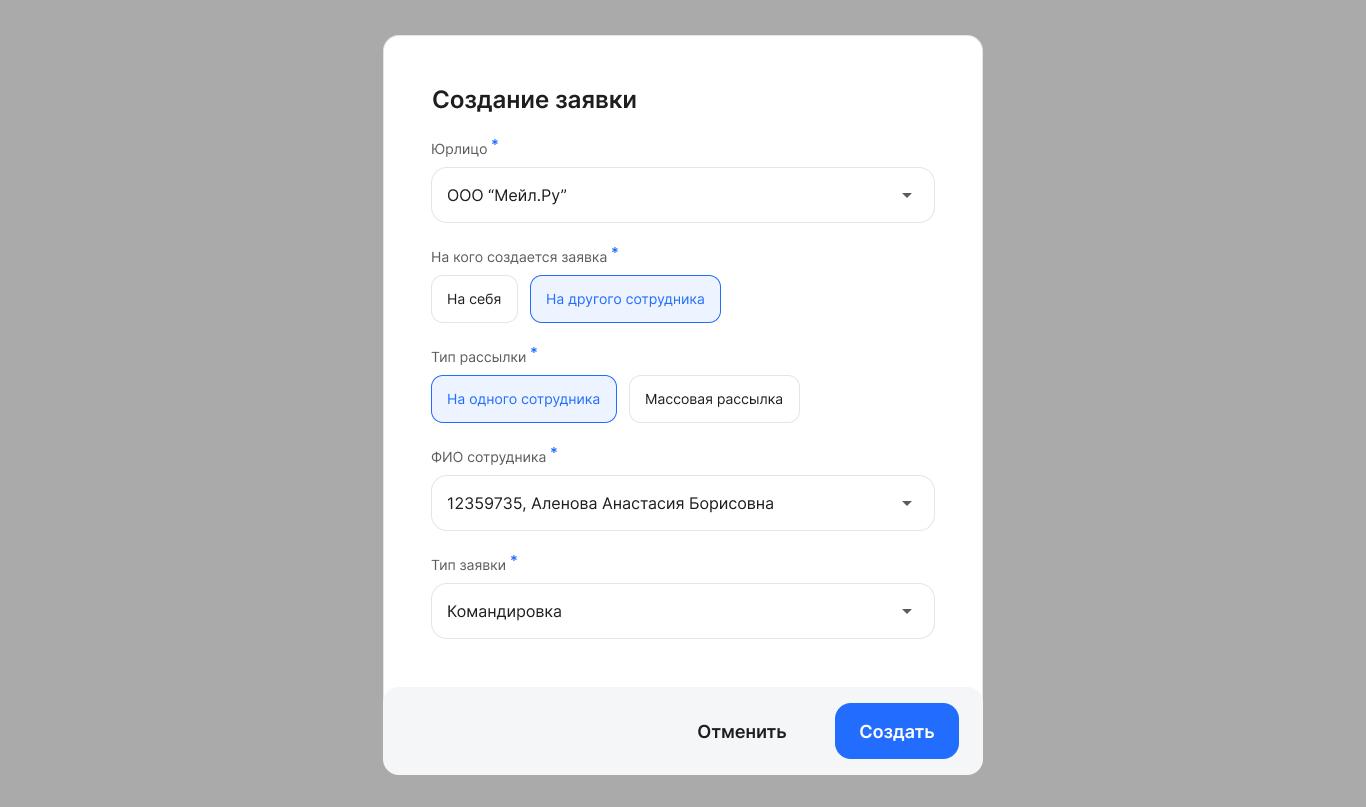 Создание заявки
Юрлицо *
ООО “Мейл.Ру”
На кого создается заявка *
На себя На другого сотрудника
Тип рассылки *
На одного сотрудника Массовая рассылка
ФИО сотрудника *
12359735, Аленова Анастасия Борисовна
Тип заявки *
Командировка
Отменить Создать